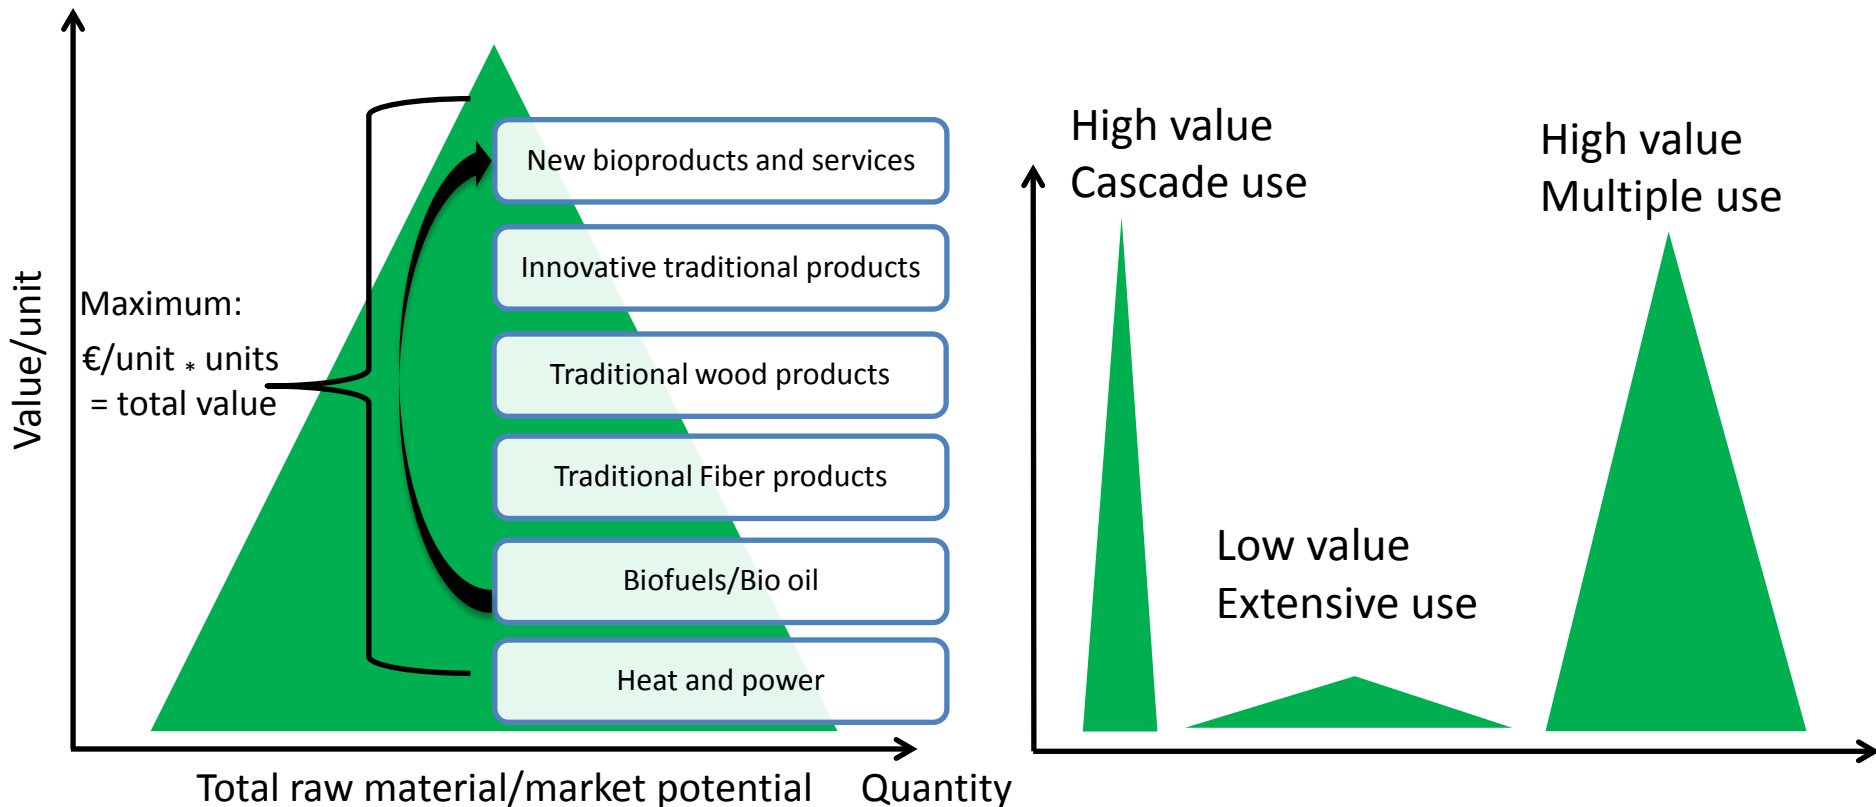 Value/unit
Maximum:
€/unit * units
= total value
New bioproducts and services
Innovative traditional products
Traditional wood products
Traditional Fiber products
Biofuels/Bio oil
Heat and power
Total raw material/market potential
Quantity
High value
Cascade use
Low value
Extensive use
High value
Multiple use